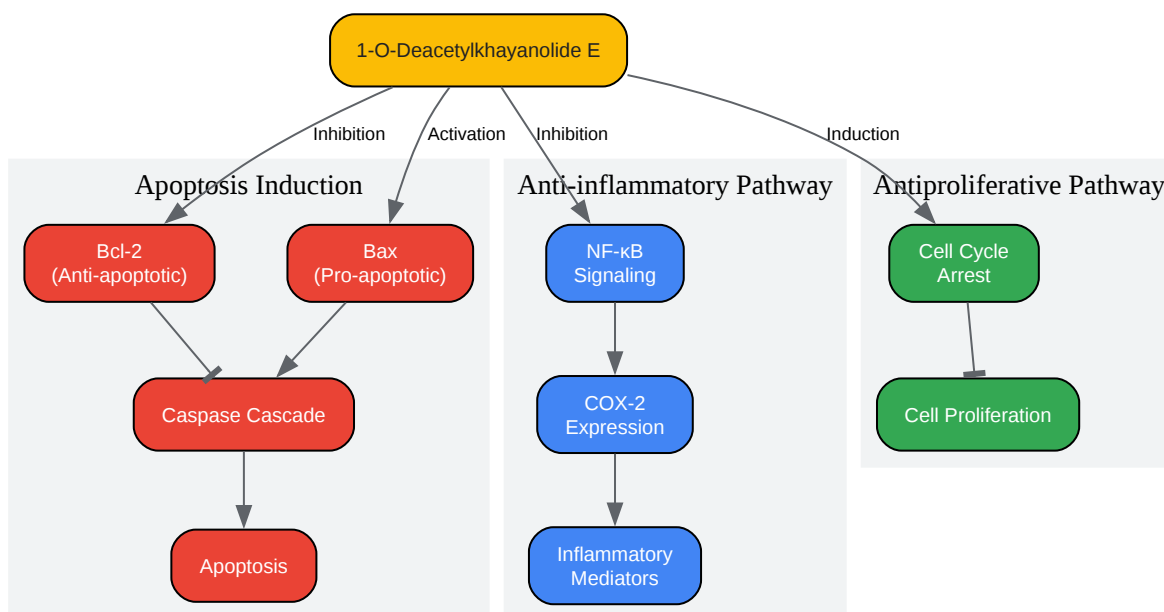 1-O-Deacetylkhayanolide E
Inhibition
Activation
Inhibition
Induction
Apoptosis Induction
Anti-inflammatory Pathway
Antiproliferative Pathway
Bcl-2
(Anti-apoptotic)
Bax
(Pro-apoptotic)
NF-κB
Signaling
Cell Cycle
Arrest
Caspase Cascade
COX-2
Expression
Cell Proliferation
Apoptosis
Inflammatory
Mediators